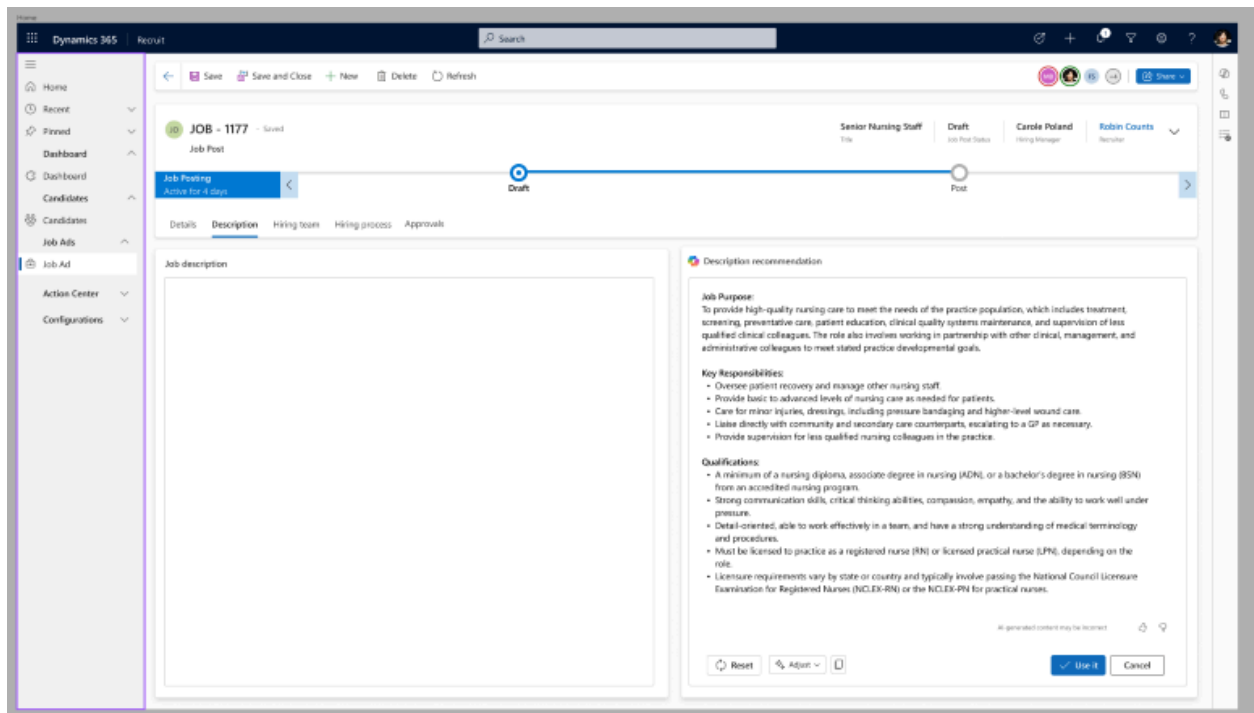 Home
Dynamics 365 Recruit
Search
?
Save
Save and Close
New
Delete
Refresh
Share
Home
Recent
Pinned
Dashboard
Dashboard
Candidates
Candidates
Job Ads
Job Ad
Action Center
Configurations
JO
JOB - 1177 - Saved
Job Post
Senior Nursing Staff
Title
Draft
Job Post Status
Carole Poland
Hiring Manager
Robin Counts
Recruiter
Job Posting
Active for 4 days
Draft
Post
Details
Description
Hiring team
Hiring process
Approvals
Job description
Description recommendation
Job Purpose:
To provide high-quality nursing care to meet the needs of the practice population, which includes treatment,
screening, preventative care, patient education, clinical quality systems maintenance, and supervision of less
qualified clinical colleagues. The role also involves working in partnership with other clinical, management, and
administrative colleagues to meet stated practice developmental goals.
Key Responsibilities:
• Oversee patient recovery and manage other nursing staff.
• Provide basic to advanced levels of nursing care as needed for patients.
• Care for minor injuries, dressings, including pressure bandaging and higher-level wound care.
• Liaise directly with community and secondary care counterparts, escalating to a GP as necessary.
• Provide supervision for less qualified nursing colleagues in the practice.
Qualifications:
• A minimum of a nursing diploma, associate degree in nursing (ADN), or a bachelor's degree in nursing (BSN)
from an accredited nursing program.
• Strong communication skills, critical thinking abilities, compassion, empathy, and the ability to work well under
pressure.
• Detail-oriented, able to work effectively in a team, and have a strong understanding of medical terminology
and procedures.
• Must be licensed to practice as a registered nurse (RN) or licensed practical nurse (LPN), depending on the
role.
• Licensure requirements vary by state or country and typically involve passing the National Council Licensure
Examination for Registered Nurses (NCLEX-RN) or the NCLEX-PN for practical nurses.
AI-generated content may be incorrect
Reset
Adjust
Use it
Cancel